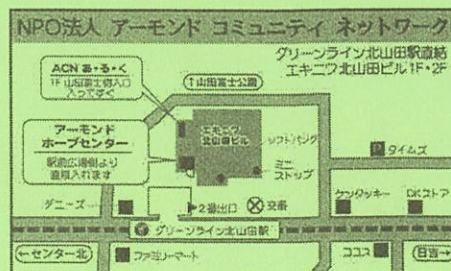 NPO法人 アーモンド コミュニティ ネットワーク
グリーンライン北山田駅直結
エキニワ北山田ビル1F・2F
ACN あ・る・く
1F 山田富士側入口
入ってすぐ
↑山田富士公園
アーモンド
ホープセンター
駅前広場側より
直接入れます
エキニワ
北山田ビル
ソフトバンク
P タイムズ
ミニ
ストップ
デニーズ
2番出口
交番
ケンタッキー
DKストア
グリーンライン北山田駅
←センター北
ファミリーマート
ココス
日吉→